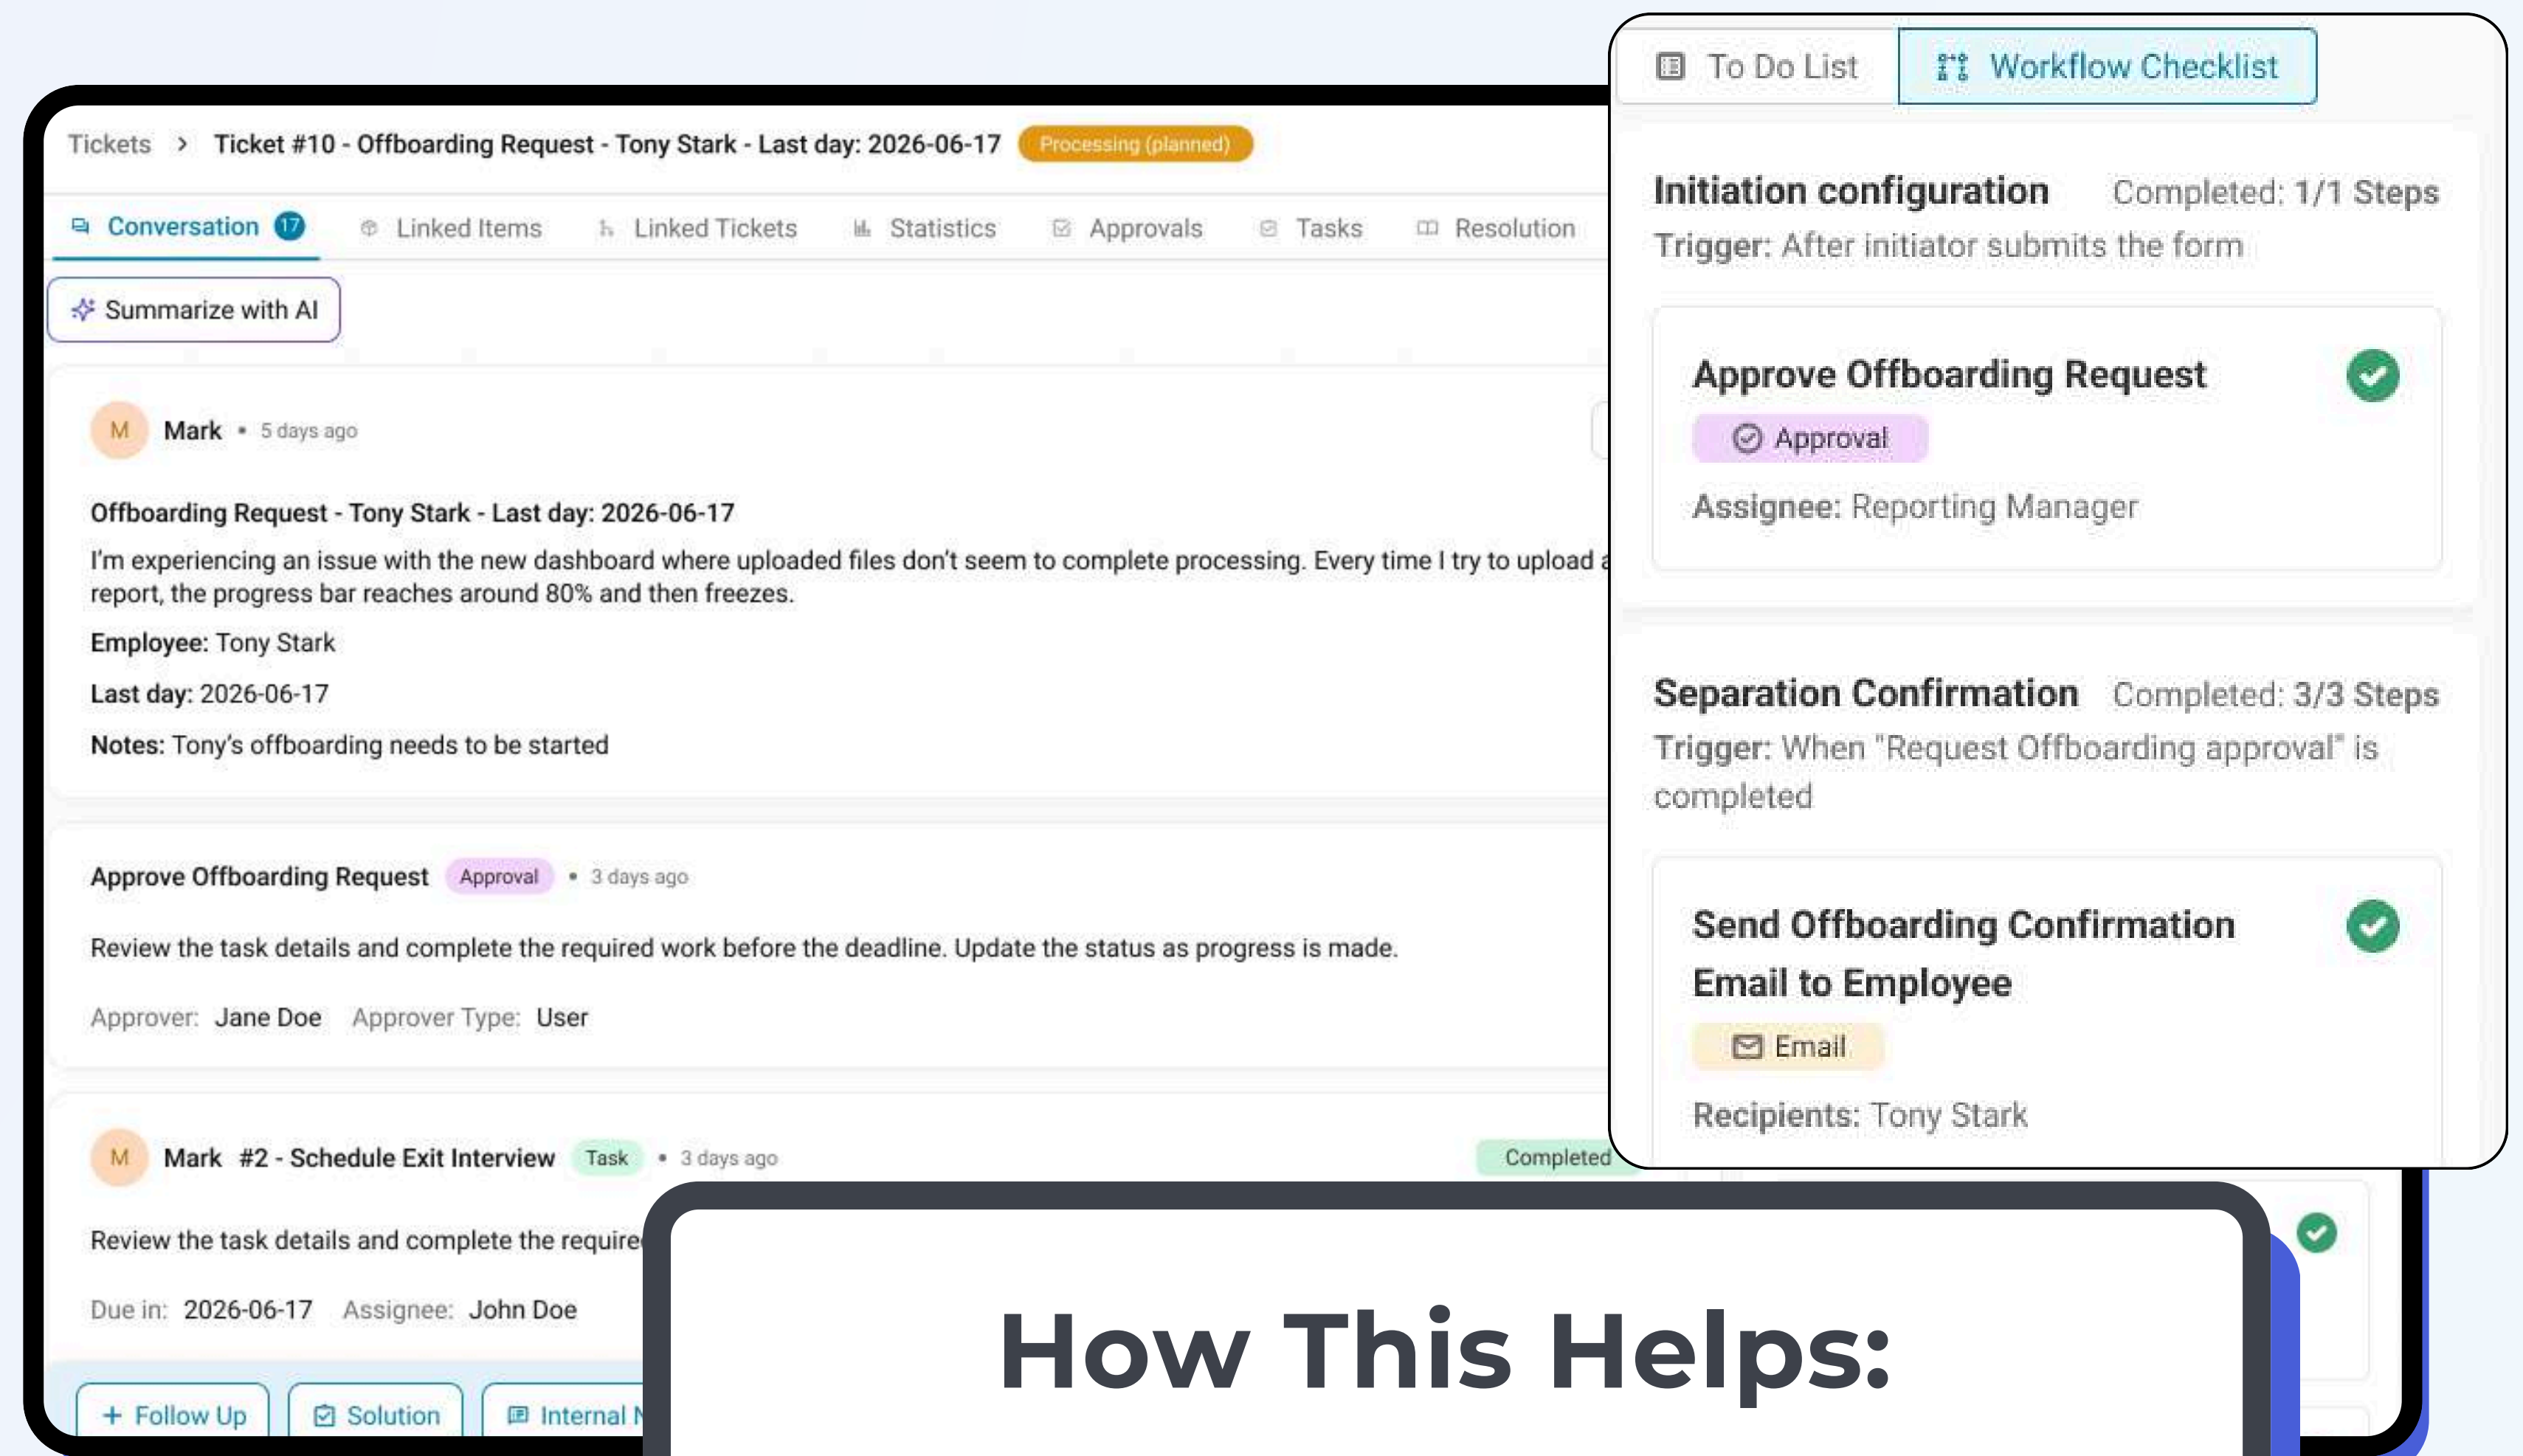 Tickets > Ticket #10 - Offboarding Request - Tony Stark - Last day: 2026-06-17 Processing (planned)
Conversation 17 Linked Items Linked Tickets Statistics Approvals Tasks Resolution
Summarize with AI
M Mark • 5 days ago
Offboarding Request - Tony Stark - Last day: 2026-06-17
I'm experiencing an issue with the new dashboard where uploaded files don't seem to complete processing. Every time I try to upload a
report, the progress bar reaches around 80% and then freezes.
Employee: Tony Stark
Last day: 2026-06-17
Notes: Tony's offboarding needs to be started
Approve Offboarding Request Approval • 3 days ago
Review the task details and complete the required work before the deadline. Update the status as progress is made.
Approver: Jane Doe Approver Type: User
M Mark #2 - Schedule Exit Interview Task • 3 days ago Completed
Review the task details and complete the require
Due in: 2026-06-17 Assignee: John Doe
+ Follow Up Solution Internal
To Do List Workflow Checklist
Initiation configuration Completed: 1/1 Steps
Trigger: After initiator submits the form
Approve Offboarding Request
Approval
Assignee: Reporting Manager
Separation Confirmation Completed: 3/3 Steps
Trigger: When "Request Offboarding approval" is
completed
Send Offboarding Confirmation
Email to Employee
Email
Recipients: Tony Stark
How This Helps: